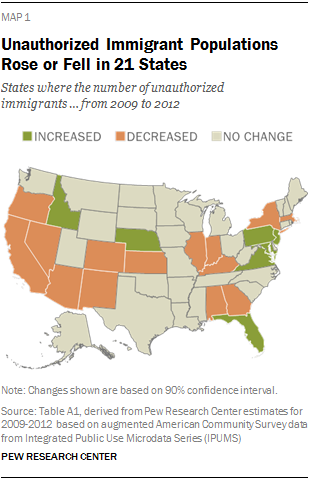 MAP 1
Unauthorized Immigrant Populations
Rose or Fell in 21 States
States where the number of unauthorized
immigrants ... from 2009 to 2012
INCREASED DECREASED NO CHANGE
Note: Changes shown are based on 90% confidence interval.
Source: Table A1, derived from Pew Research Center estimates for
2009-2012 based on augmented American Community Survey data
from Integrated Public Use Microdata Series (IPUMS)
PEW RESEARCH CENTER